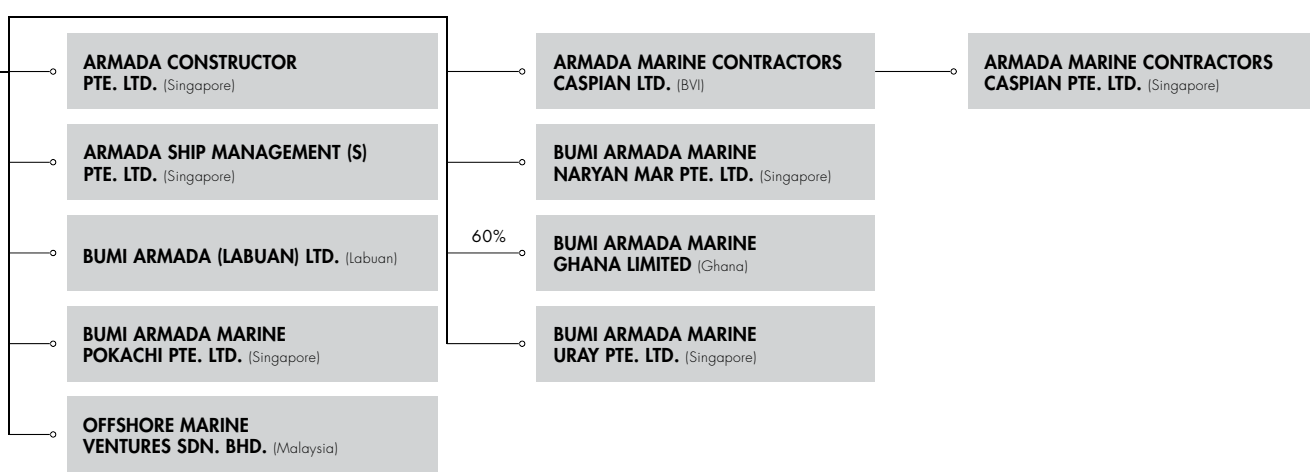 ARMADA CONSTRUCTOR
PTE. LTD. (Singapore)
ARMADA SHIP MANAGEMENT (S)
PTE. LTD. (Singapore)
BUMI ARMADA (LABUAN) LTD. (Labuan)
BUMI ARMADA MARINE
POKACHI PTE. LTD. (Singapore)
OFFSHORE MARINE
VENTURES SDN. BHD. (Malaysia)
ARMADA MARINE CONTRACTORS
CASPIAN LTD. (BVI)
BUMI ARMADA MARINE
NARYAN MAR PTE. LTD. (Singapore)
60%
BUMI ARMADA MARINE
GHANA LIMITED (Ghana)
BUMI ARMADA MARINE
URAY PTE. LTD. (Singapore)
ARMADA MARINE CONTRACTORS
CASPIAN PTE. LTD. (Singapore)